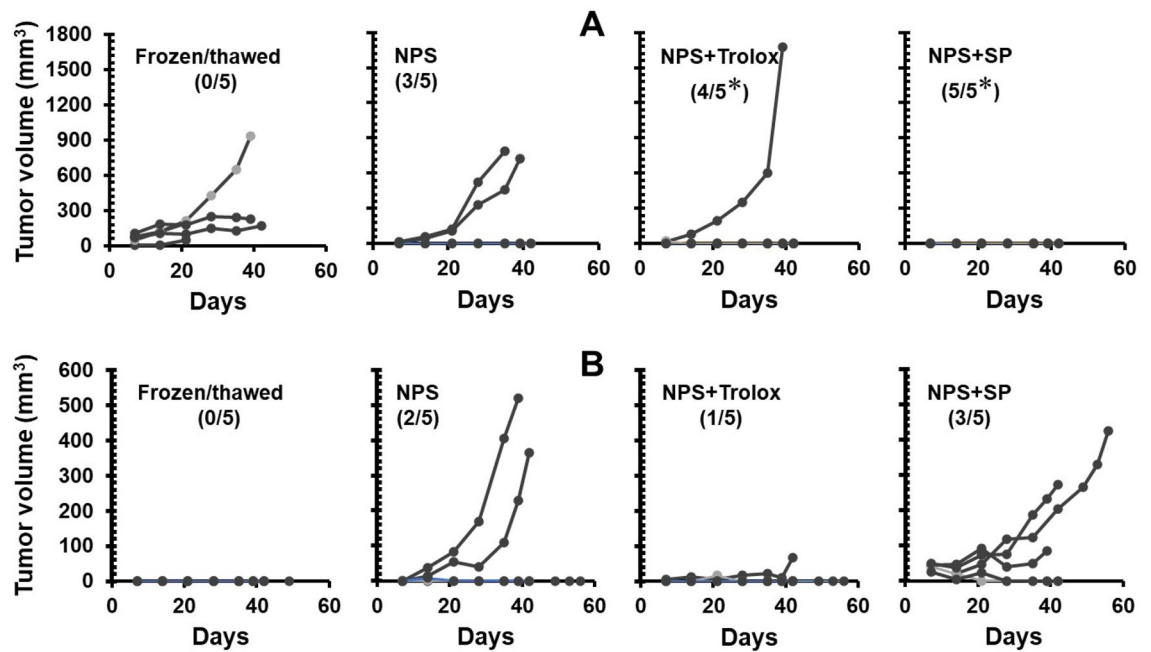 A
Tumor volume (mm³)
1800
1500
1200
900
600
300
0
Frozen/thawed
(0/5)
0 20 40 60
Days
NPS
(3/5)
0 20 40 60
Days
NPS+Trolox
(4/5*)
0 20 40 60
Days
NPS+SP
(5/5*)
0 20 40 60
Days
B
Tumor volume (mm³)
600
500
400
300
200
100
0
Frozen/thawed
(0/5)
0 20 40 60
Days
NPS
(2/5)
0 20 40 60
Days
NPS+Trolox
(1/5)
0 20 40 60
Days
NPS+SP
(3/5)
0 20 40 60
Days